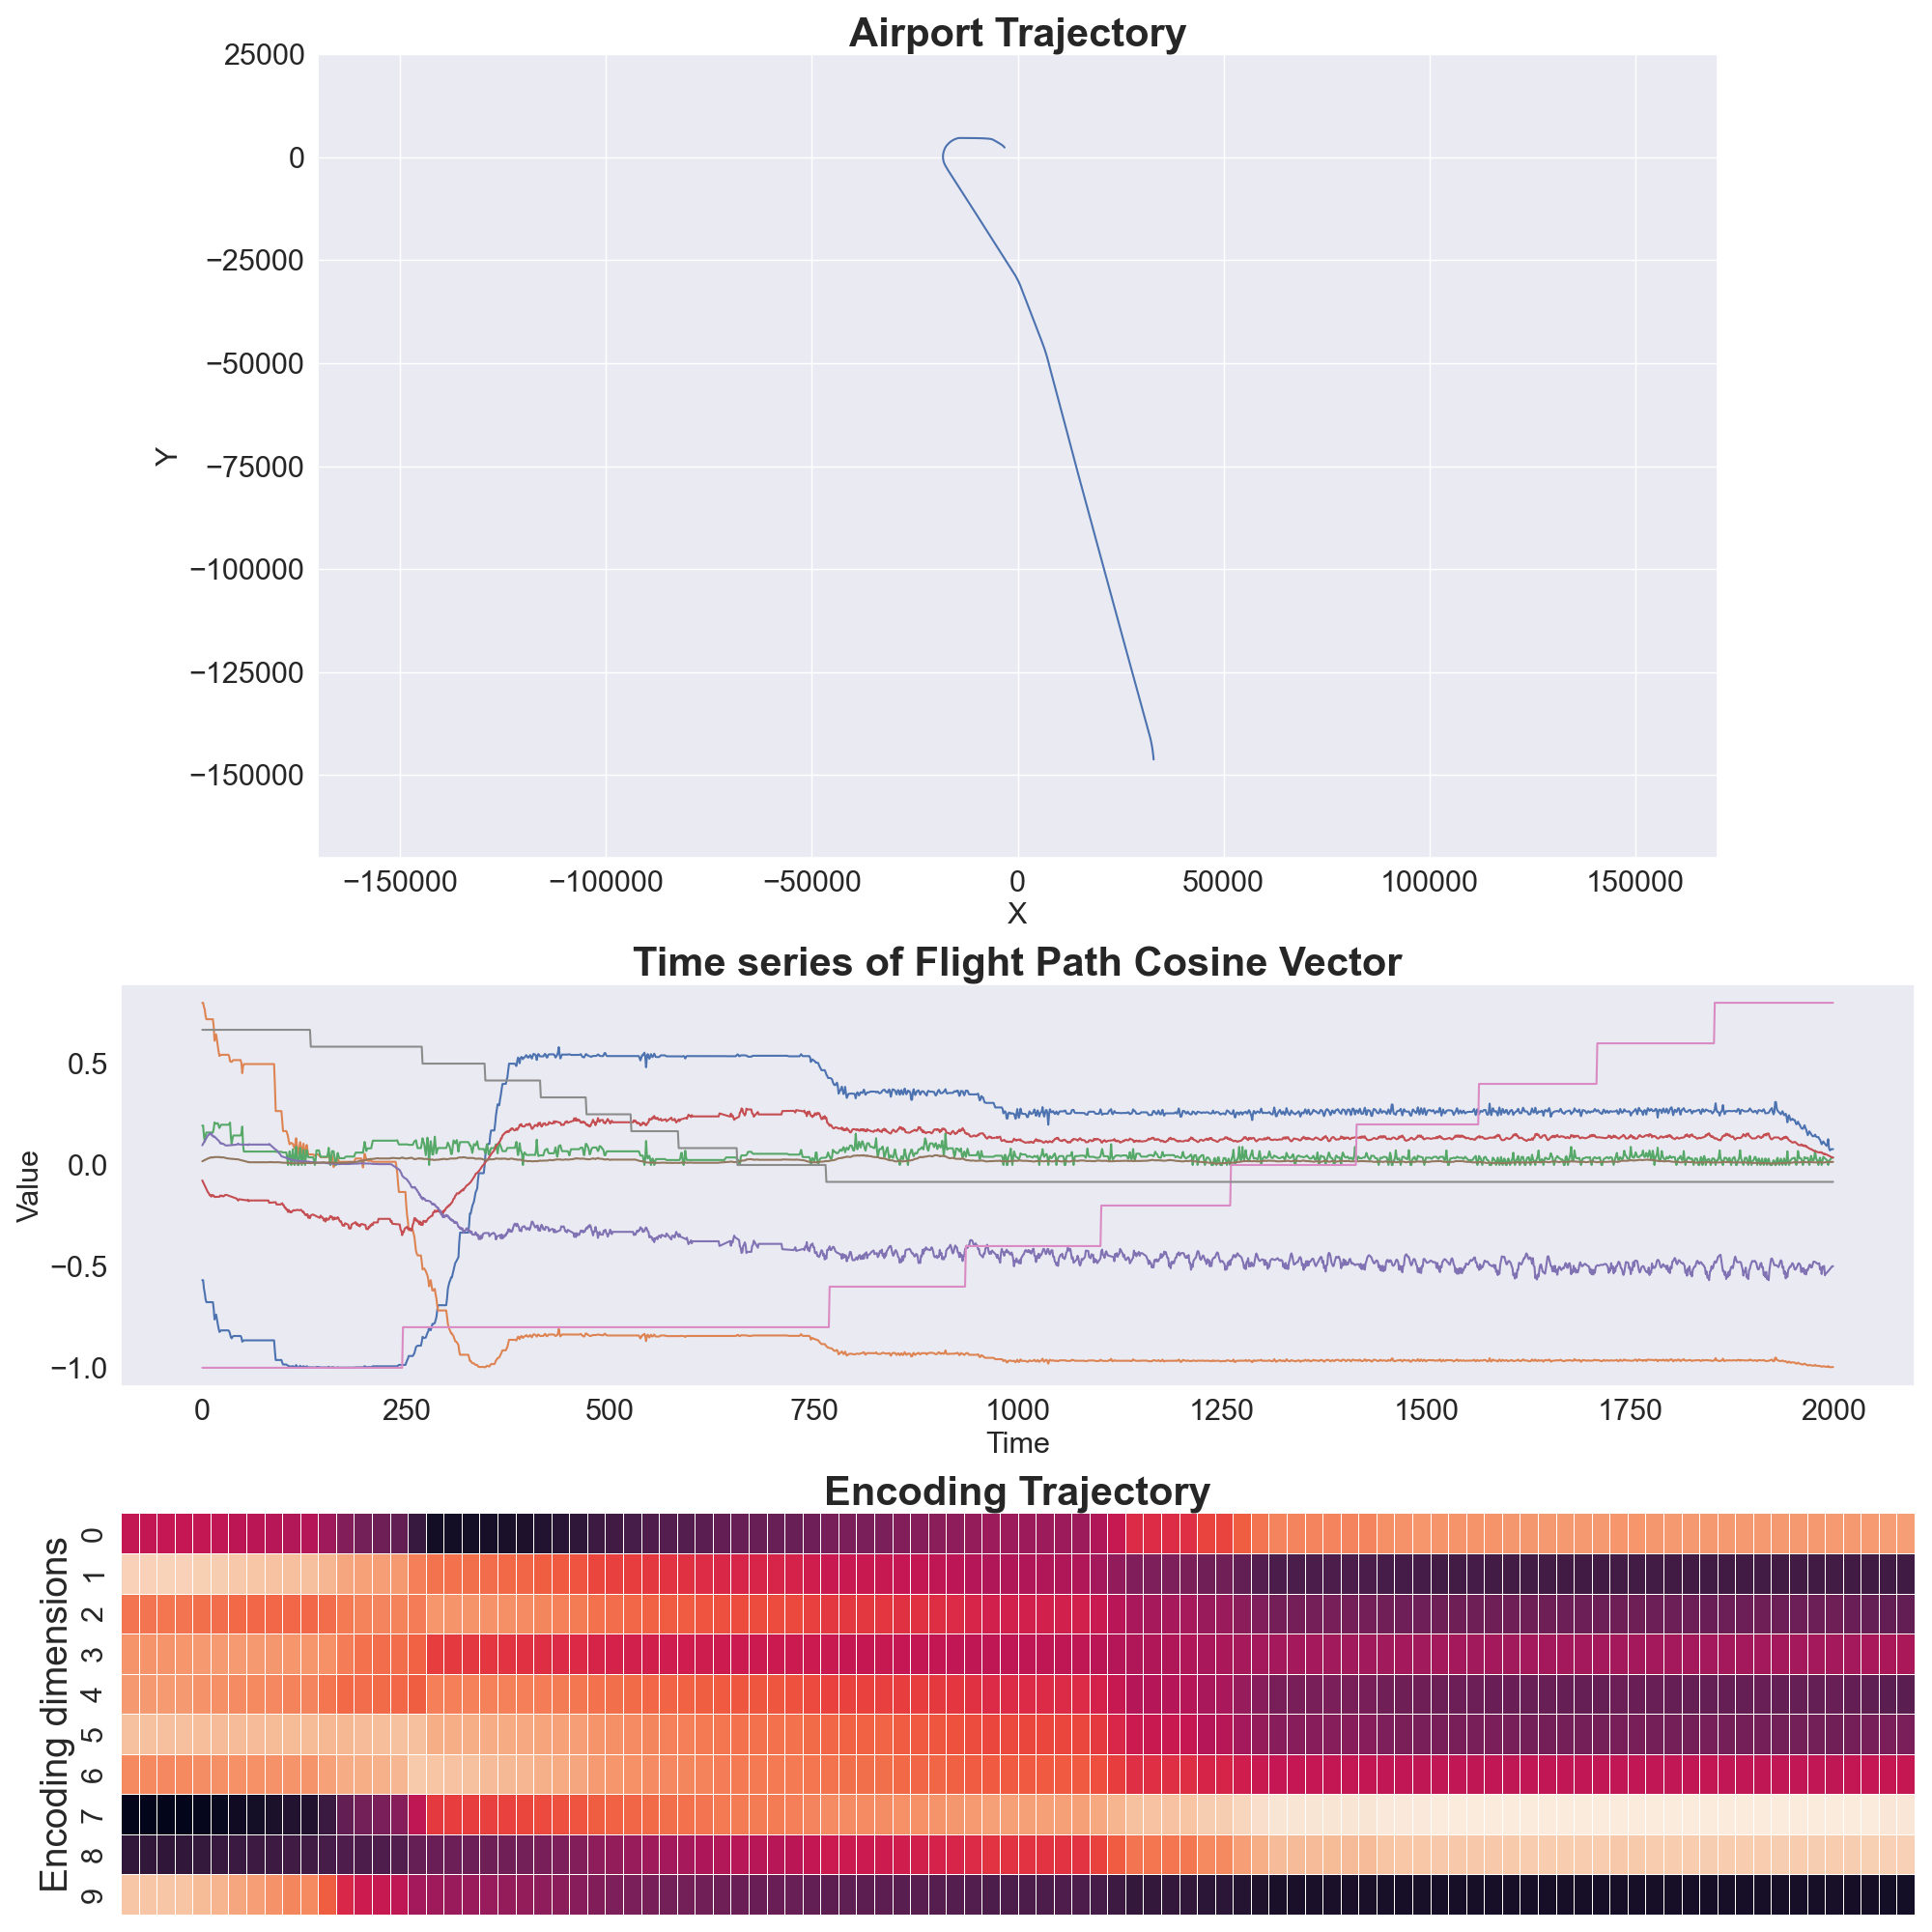 Airport Trajectory
25000
0
−25000
−50000
−75000
−100000
−125000
−150000
Y
−150000 −100000 −50000 0 50000 100000 150000
X
Time series of Flight Path Cosine Vector
0.5
0.0
−0.5
−1.0
Value
0 250 500 750 1000 1250 1500 1750 2000
Time
Encoding Trajectory
Encoding dimensions
0
1
2
3
4
5
6
7
8
9